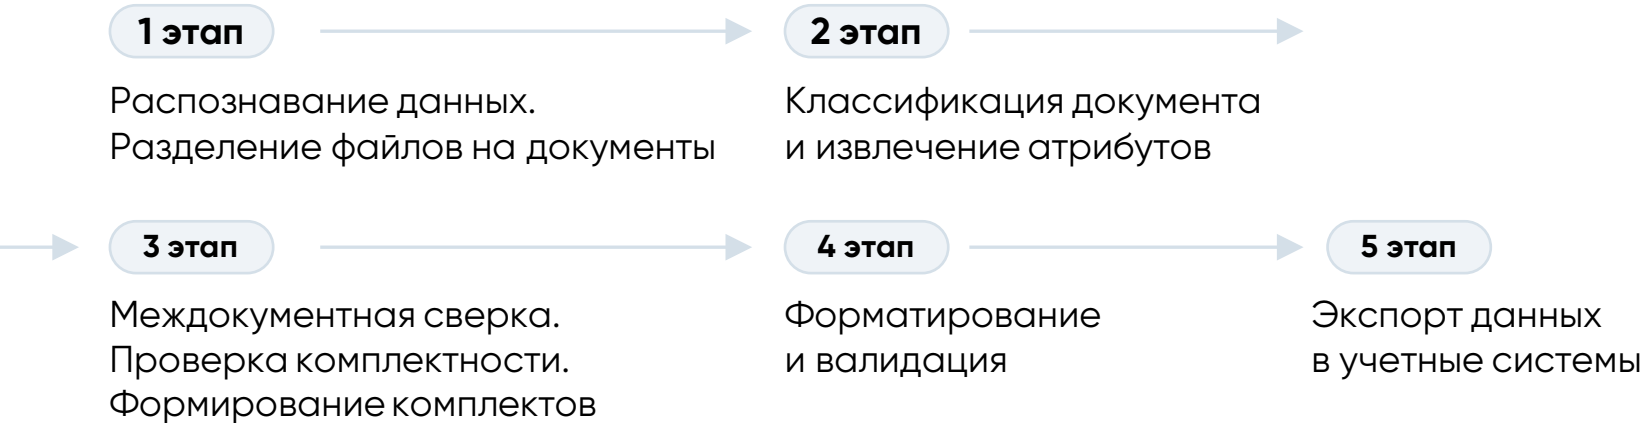 1 этап
2 этап
Распознавание данных.
Разделение файлов на документы
Классификация документа
и извлечение атрибутов
3 этап
4 этап
5 этап
Междокументная сверка.
Проверка комплектности.
Формирование комплектов
Форматирование
и валидация
Экспорт данных
в учетные системы